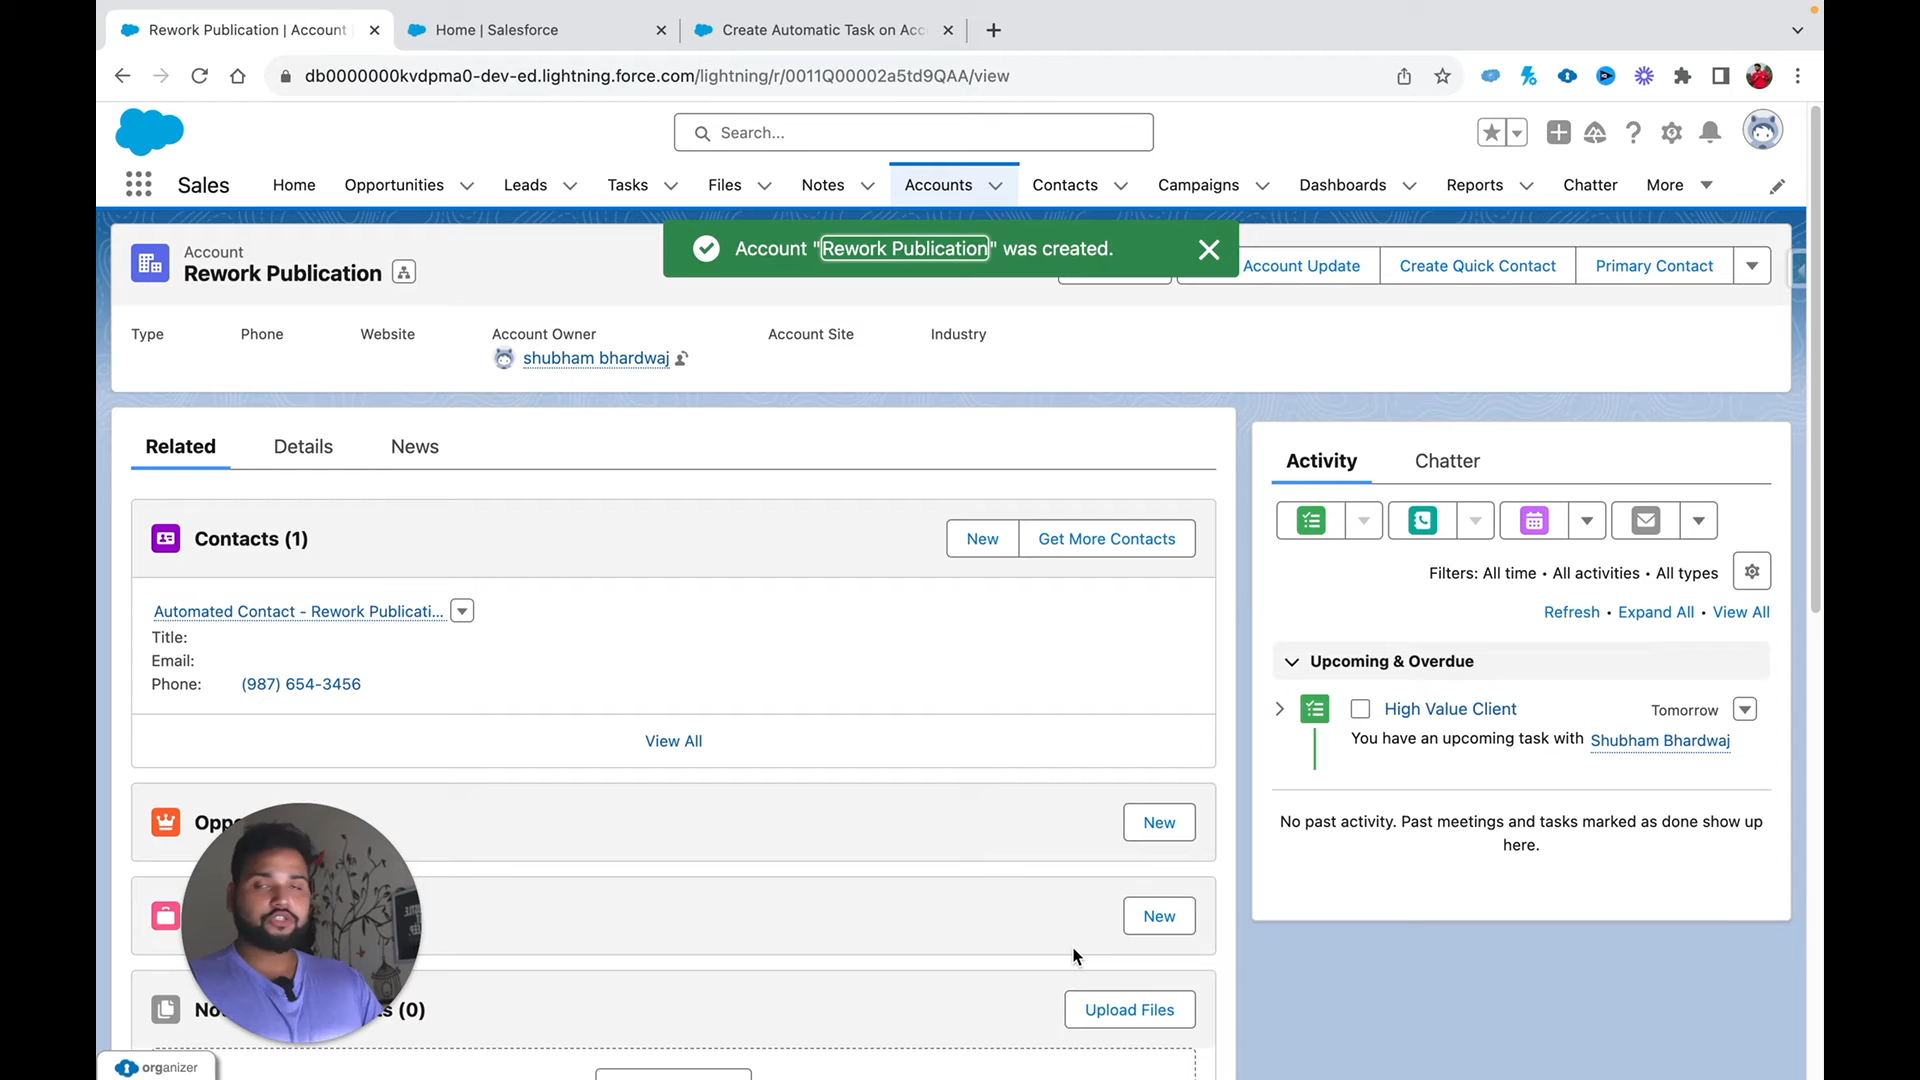 Rework Publication | Account
Home | Salesforce
Create Automatic Task on Acc
db0000000kvdpma0-dev-ed.lightning.force.com/lightning/r/0011Q00002a5td9QAA/view
Search...
Sales
Home
Opportunities
Leads
Tasks
Files
Notes
Accounts
Contacts
Campaigns
Dashboards
Reports
Chatter
More
Account "Rework Publication" was created.
Account
Rework Publication
Account Update
Create Quick Contact
Primary Contact
Type
Phone
Website
Account Owner
shubham bhardwaj
Account Site
Industry
Related
Details
News
Contacts (1)
New
Get More Contacts
Automated Contact - Rework Publicati...
Title:
Email:
Phone: (987) 654-3456
View All
New
New
(0)
Upload Files
Activity
Chatter
Filters: All time • All activities • All types
Refresh • Expand All • View All
Upcoming & Overdue
High Value Client
Tomorrow
You have an upcoming task with Shubham Bhardwaj
No past activity. Past meetings and tasks marked as done show up
here.
organizer